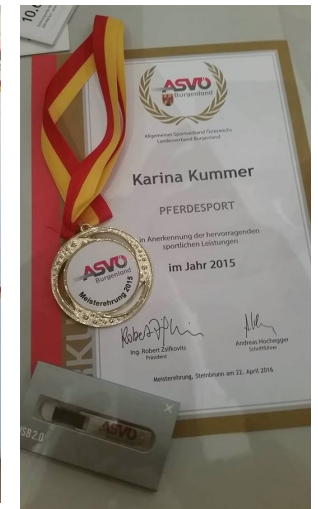 10.
ASVÖ
Burgenland
Allgemeiner Sportverband Österreichs
Landesverband Burgenland
Karina Kummer
PFERDESPORT
in Anerkennung der hervorragenden
sportlichen Leistungen
im Jahr 2015
ASVÖ
Burgenland
Meisterehrung 2015
Ing. Robert Zsifkovits
Präsident
Andreas Hochegger
Schriftführer
Meisterehrung, Steinbrunn am 22. April 2016
KU
ASVÖ
USB 2.0